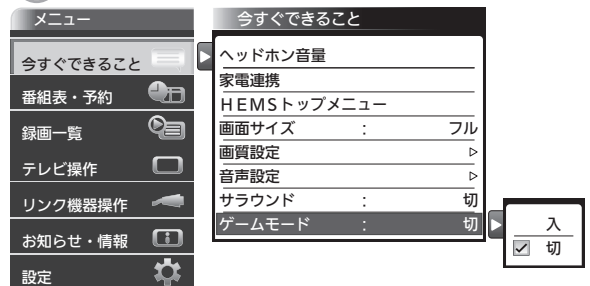 メニュー
今すぐできること
番組表・予約
録画一覧
テレビ操作
リンク機器操作
お知らせ・情報
設定
今すぐできること
ヘッドホン音量
家電連携
HEMSトップメニュー
画面サイズ : フル
画質設定
音声設定
サラウンド : 切
ゲームモード : 切
入
切